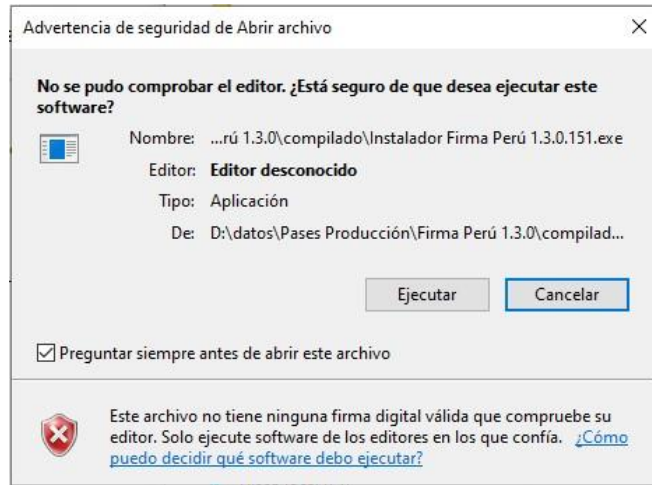 Advertencia de seguridad de Abrir archivo
No se pudo comprobar el editor. ¿Está seguro de que desea ejecutar este
software?
Nombre: ...rú 1.3.0\compilado\Instalador Firma Perú 1.3.0.151.exe
Editor: Editor desconocido
Tipo: Aplicación
De: D:\datos\Pases Producción\Firma Perú 1.3.0\compilad...
Ejecutar Cancelar
Preguntar siempre antes de abrir este archivo
Este archivo no tiene ninguna firma digital válida que compruebe su
editor. Solo ejecute software de los editores en los que confía. ¿Cómo
puedo decidir qué software debo ejecutar?